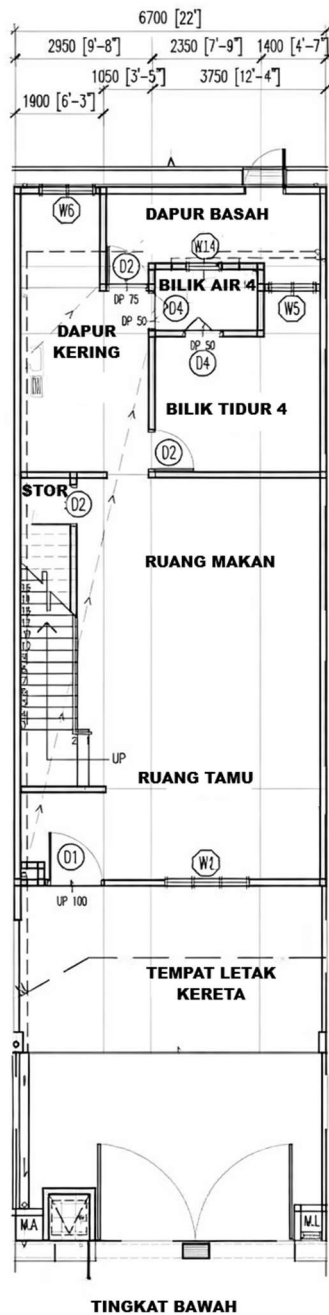 6700 [22']
2950 [9'-8"]
2350 [7'-9"]
1400 [4'-7"]
1050 [3'-5"]
3750 [12'-4"]
1900 [6'-3"]
W6
DAPUR BASAH
D2
W14
DP 75
BILIK AIR 4
D4
W5
DP 50
DP 50
DAPUR
KERING
D4
BILIK TIDUR 4
D2
STOR
D2
RUANG MAKAN
2 1
UP
RUANG TAMU
D1
W2
UP 100
TEMPAT LETAK
KERETA
M.A
M.L
TINGKAT BAWAH